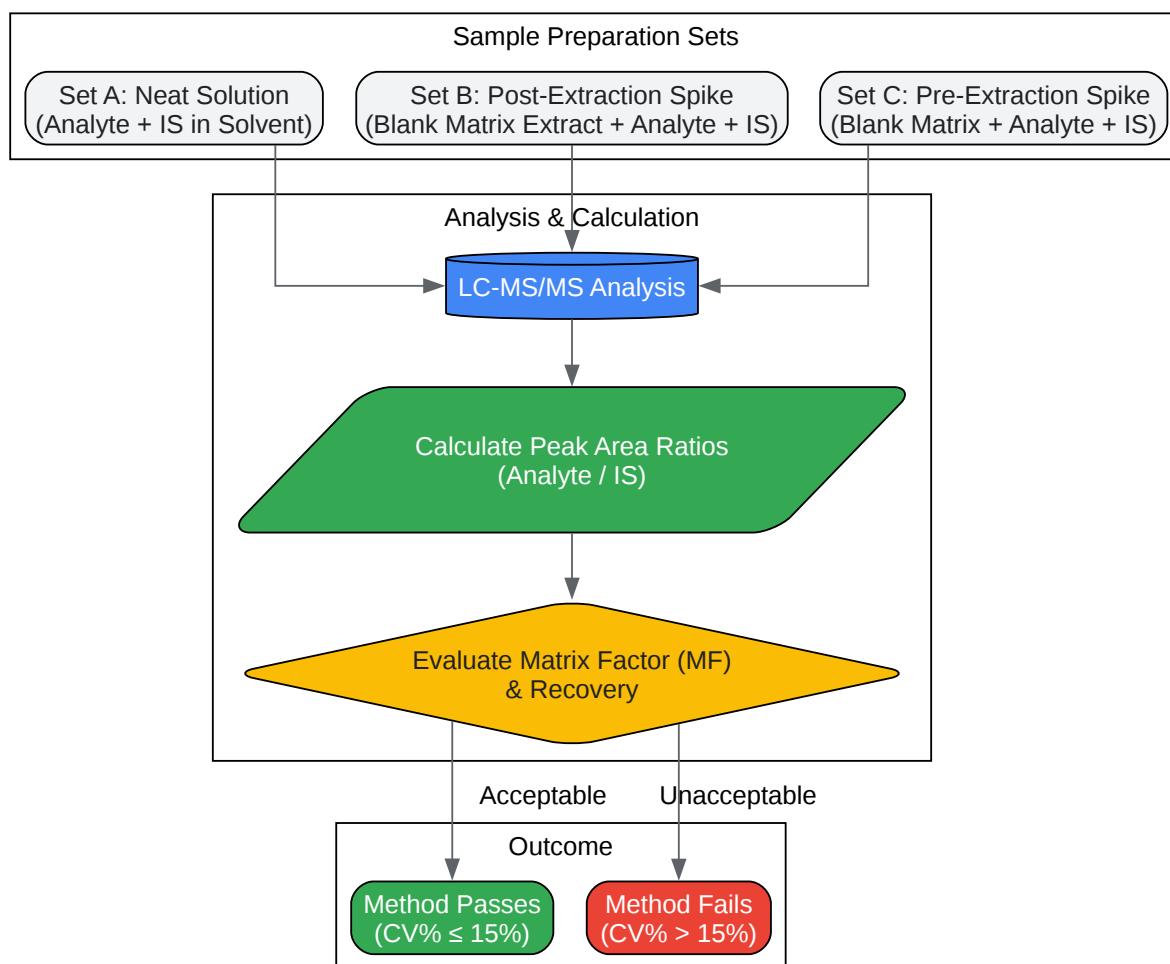 Sample Preparation Sets
Set A: Neat Solution
(Analyte + IS in Solvent)
Set B: Post-Extraction Spike
(Blank Matrix Extract + Analyte + IS)
Set C: Pre-Extraction Spike
(Blank Matrix + Analyte + IS)
Analysis & Calculation
LC-MS/MS Analysis
Calculate Peak Area Ratios
(Analyte / IS)
Evaluate Matrix Factor (MF)
& Recovery
Acceptable
Unacceptable
Outcome
Method Passes
(CV% ≤ 15%)
Method Fails
(CV% > 15%)